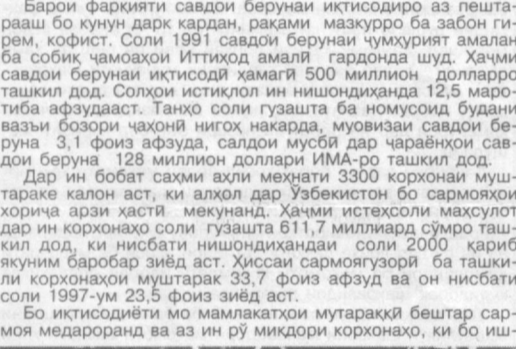 Барои фарқияти савдои берунаи иқтисодиро аз пешта-
рааш бо кунун дарк кардан, рақами мазкурро ба забон ги-
рем, кофист. Соли 1991 савдои берунаи ҷумҳурият амалан
ба собиқ ҷамоаҳои Иттиҳод амалӣ гардонда шуд. Ҳаҷми
савдои берунаи иқтисодӣ ҳамагӣ 500 миллион долларро
ташкил дод. Солҳои истиқлол ин нишондиҳанда 12,5 маро-
тиба афзудааст. Танҳо соли гузашта ба номусоид будани
вазъи бозори ҷаҳонӣ нигоҳ накарда, муовизаи савдои бе-
руна 3,1 фоиз афзуда, салдои мусбӣ дар ҷараёнҳои сав-
дои беруна 128 миллион доллари ИМА-ро ташкил дод.
Дар ин бобат саҳми аҳли меҳнати 3300 корхонаи муш-
тараке калон аст, ки алҳол дар Ӯзбекистон бо сармояҳои
хориҷа арзи ҳастӣ мекунанд. Ҳаҷми истеҳсоли маҳсулот
дар ин корхонаҳо соли гузашта 611,7 миллиард сӯмро таш-
кил дод, ки нисбати нишондиҳандаи соли 2000 қариб
якуним баробар зиёд аст. Ҳиссаи сармоягузорӣ ба ташки-
ли корхонаҳои муштарак 33,7 фоиз афзуд ва он нисбати
соли 1997-ум 23,5 фоиз зиёд аст.
Бо иқтисодиёти мо мамлакатҳои мутараққӣ бештар сар-
моя медароранд ва аз ин рӯ миқдори корхонаҳо, ки бо иш-